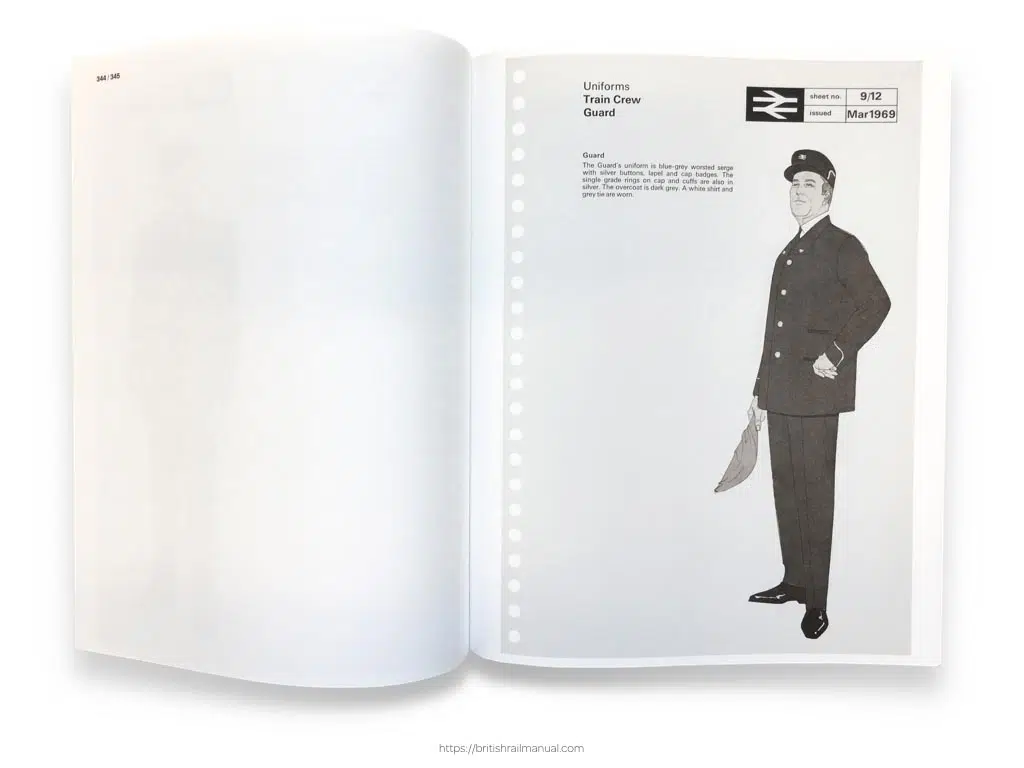 344 / 345
Uniforms
Train Crew
Guard
sheet no. 9/12
issued Mar1969
Guard
The Guard's uniform is blue-grey worsted serge
with silver buttons, lapel and cap badges. The
single grade rings on cap and cuffs are also in
silver. The overcoat is dark grey. A white shirt and
grey tie are worn.
https://britishrailmanual.com